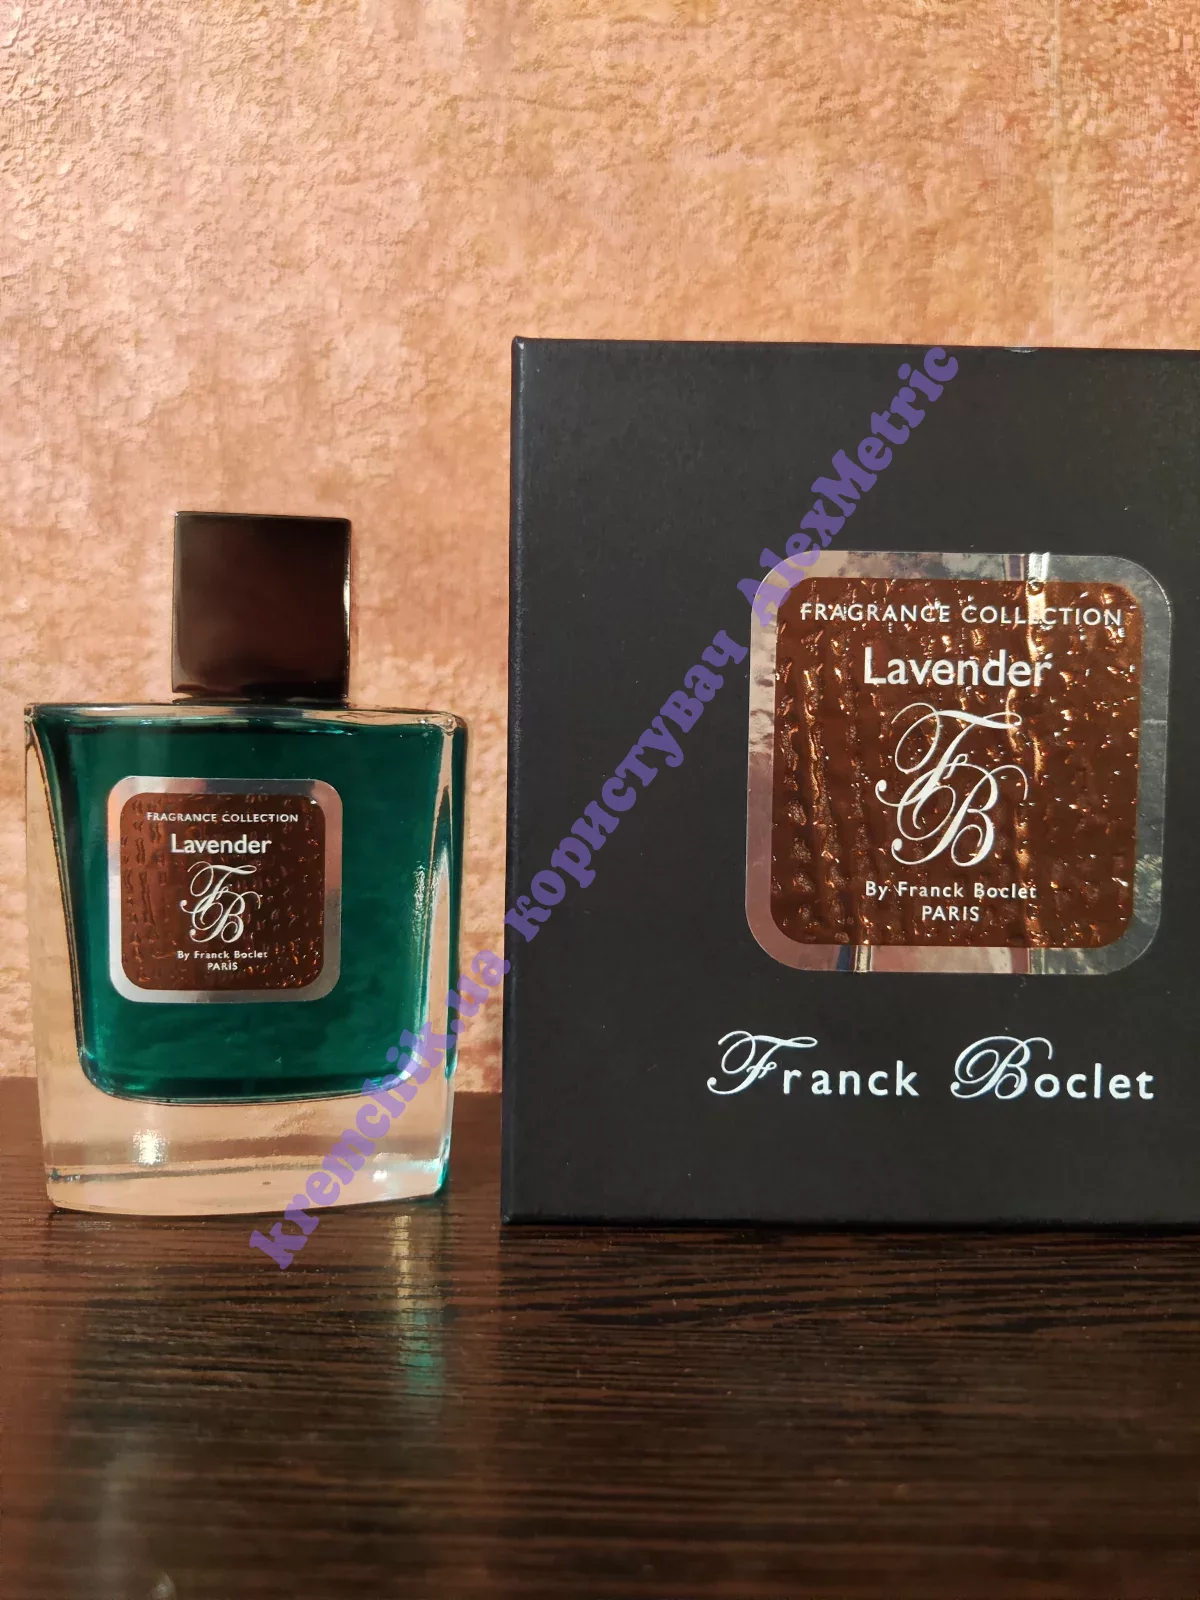 FRAGRANCE COLLECTION
Lavender
FB
By Franck Boclet
PARIS
FRAGRANCE COLLECTION
Lavender
FB
By Franck Boclet
PARIS
Franck Boclet
kremchik.ua користувач AlexMetric